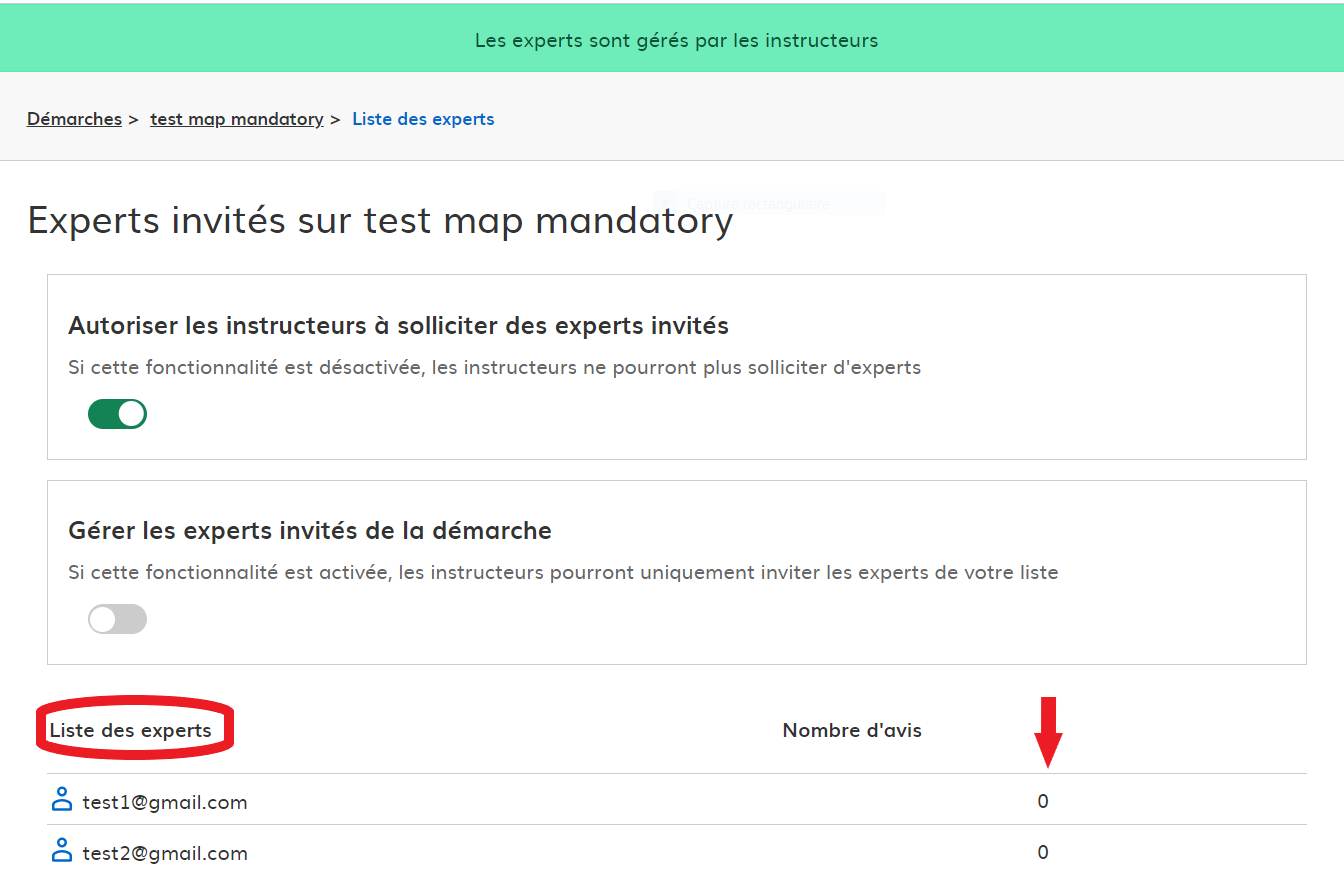 Les experts sont gérés par les instructeurs
Démarches > test map mandatory > Liste des experts
Capture rectangulaire
Experts invités sur test map mandatory
Autoriser les instructeurs à solliciter des experts invités
Si cette fonctionnalité est désactivée, les instructeurs ne pourront plus solliciter d'experts
Gérer les experts invités de la démarche
Si cette fonctionnalité est activée, les instructeurs pourront uniquement inviter les experts de votre liste
Liste des experts Nombre d'avis
test1@gmail.com 0
test2@gmail.com 0